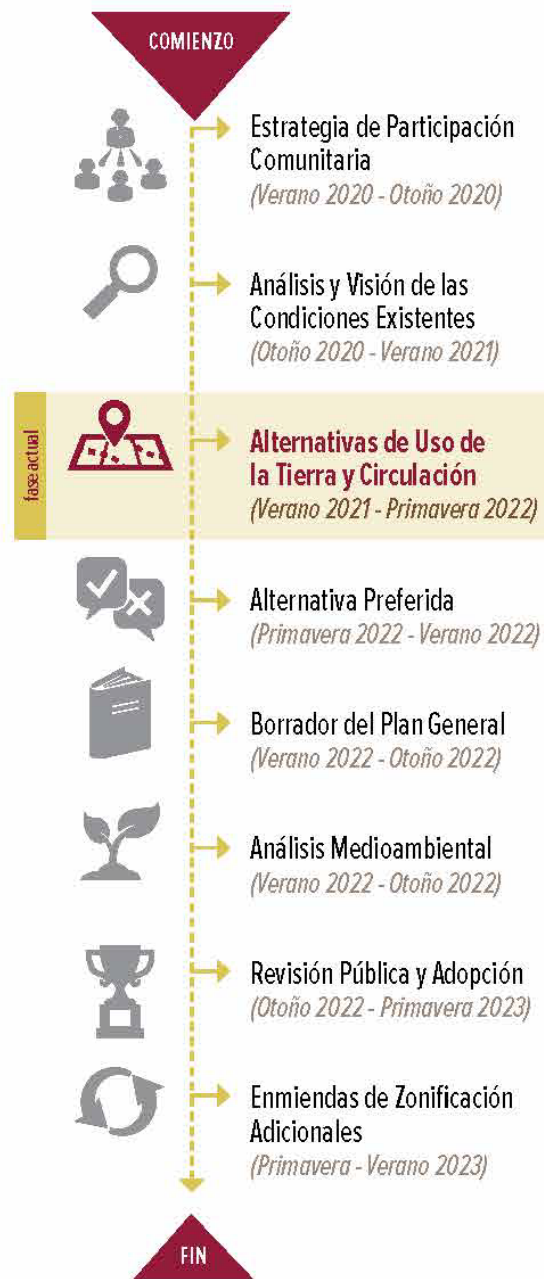 COMIENZO
Estrategia de Participación
Comunitaria
(Verano 2020 - Otoño 2020)
Análisis y Visión de las
Condiciones Existentes
(Otoño 2020 - Verano 2021)
fase actual
Alternativas de Uso de
la Tierra y Circulación
(Verano 2021 - Primavera 2022)
Alternativa Preferida
(Primavera 2022 - Verano 2022)
Borrador del Plan General
(Verano 2022 - Otoño 2022)
Análisis Medioambiental
(Verano 2022 - Otoño 2022)
Revisión Pública y Adopción
(Otoño 2022 - Primavera 2023)
Enmiendas de Zonificación
Adicionales
(Primavera - Verano 2023)
FIN